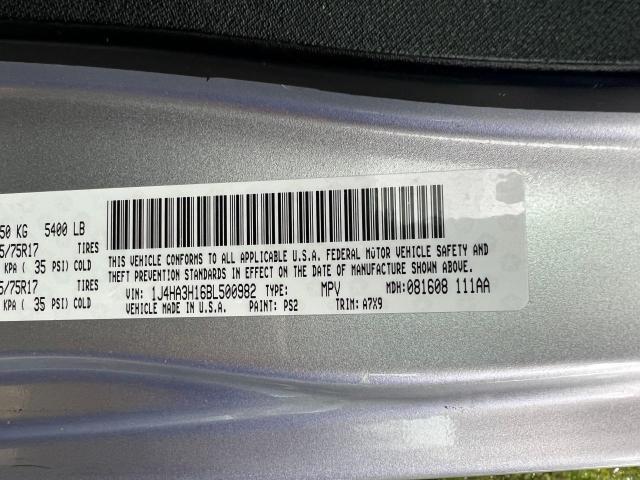 50 KG 5400 LB
5/75R17 TIRES
KPA ( 35 PSI) COLD
5/75R17 TIRES
KPA ( 35 PSI) COLD
THIS VEHICLE CONFORMS TO ALL APPLICABLE U.S.A. FEDERAL MOTOR VEHICLE SAFETY AND
THEFT PREVENTION STANDARDS IN EFFECT ON THE DATE OF MANUFACTURE SHOWN ABOVE.
VIN: 1J4HA3H16BL500982 TYPE: MPV MDH: 081608 111AA
VEHICLE MADE IN U.S.A. PAINT: PS2 TRIM: A7X9